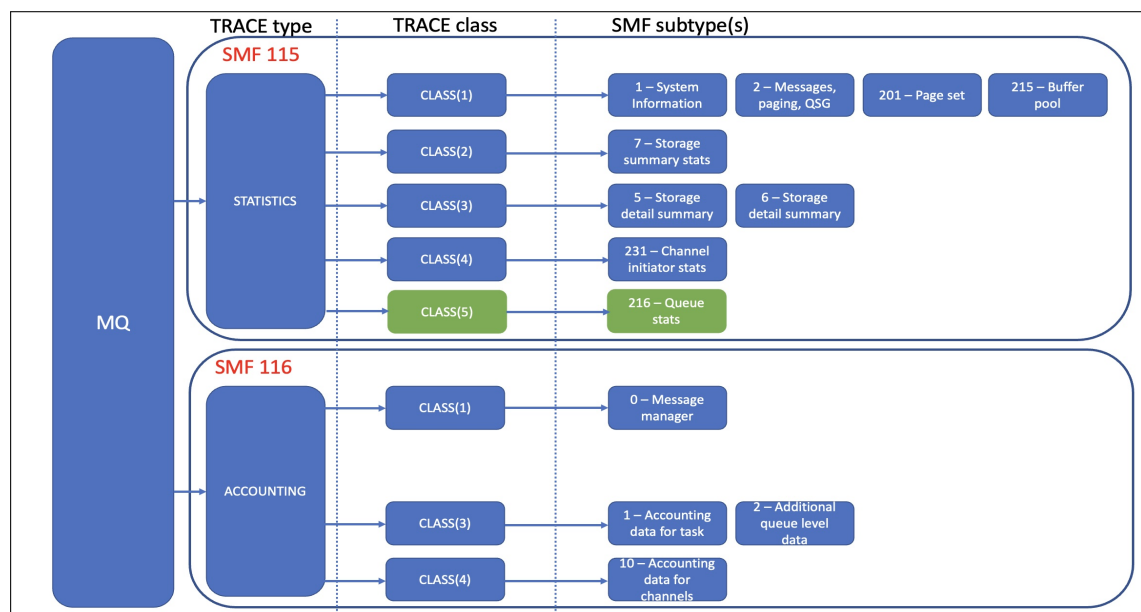 TRACE type TRACE class SMF subtype(s)
SMF 115
MQ
STATISTICS
CLASS(1)
1 – System
Information
2 – Messages,
paging, QSG
201 – Page set
215 – Buffer
pool
CLASS(2)
7 – Storage
summary stats
CLASS(3)
5 – Storage
detail summary
6 – Storage
detail summary
CLASS(4)
231 – Channel
initiator stats
CLASS(5)
216 – Queue
stats
SMF 116
ACCOUNTING
CLASS(1)
0 – Message
manager
CLASS(3)
1 – Accounting
data for task
2 – Additional
queue level
data
CLASS(4)
10 – Accounting
data for
channels